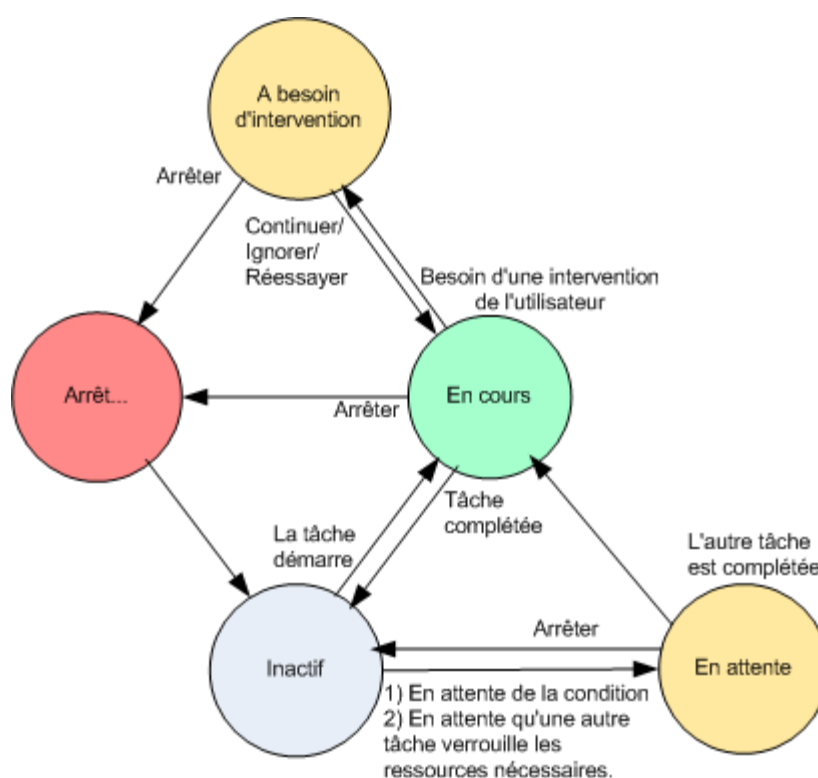 A besoin
d'intervention
Arrêter
Continuer/
Ignorer/
Réessayer
Besoin d'une intervention
de l'utilisateur
Arrêt...
Arrêter
En cours
La tâche
démarre
Tâche
complétée
L'autre tâche
est complétée
Inactif
Arrêter
En attente
1) En attente de la condition
2) En attente qu'une autre
tâche verrouille les
ressources nécessaires.